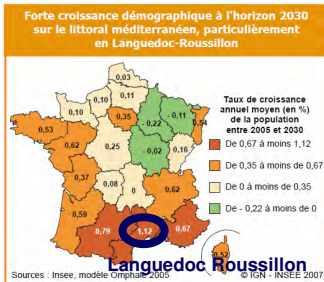 Forte croissance démographique à l'horizon 2030
sur le littoral méditerranéen, particulièrement
en Languedoc-Roussillon
Taux de croissance
annuel moyen (en %)
de la population
entre 2005 et 2030
De 0,67 à moins 1,12
De 0,35 à moins de 0,67
De 0 à moins de 0,35
De - 0,22 à moins de 0
0,03
0,11
0,10
0,10
0,53
0,62
0,35
- 0,22
- 0,11
0,54
0,25
- 0,02
0,16
0,37
0,08
0
0,62
0,59
0,79
1,12
0,67
0,52
Languedoc Roussillon
Sources : Insee, modèle Omphale 2005
© IGN - INSEE 2007